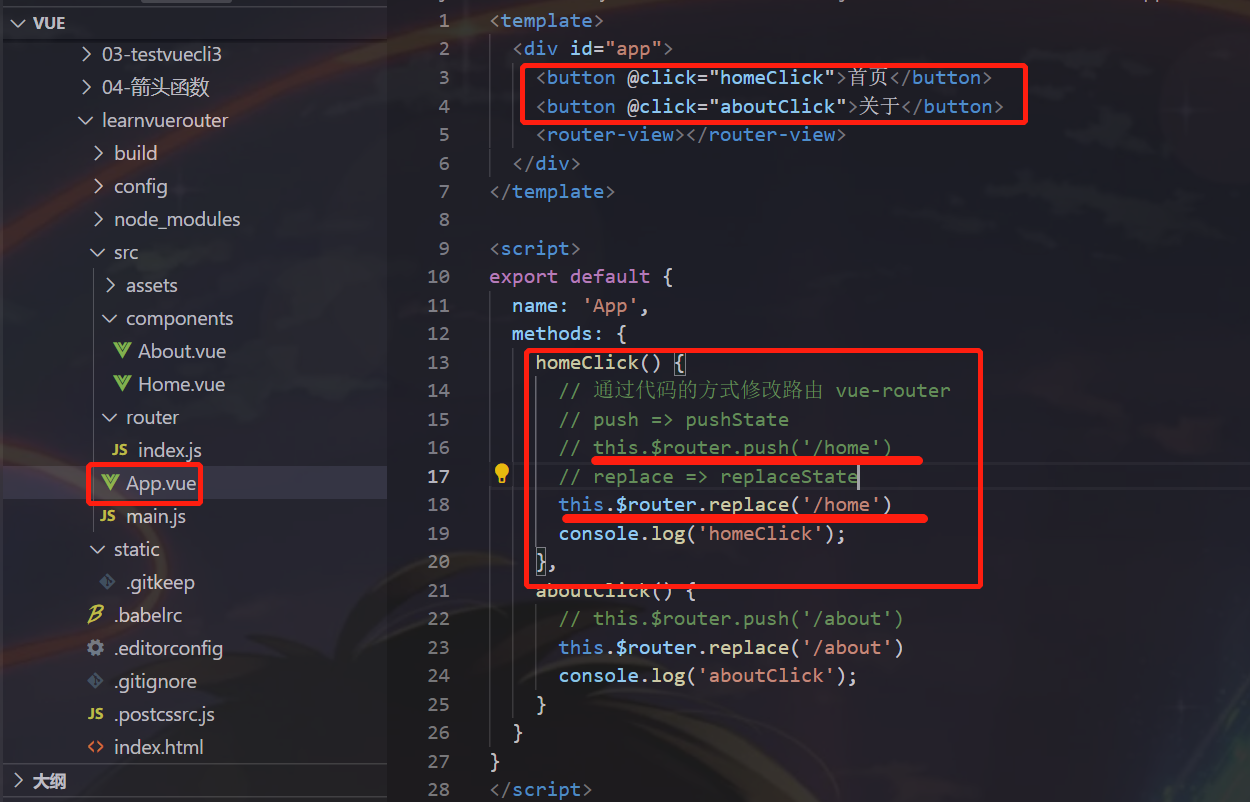 VUE
03-testvuecli3
04-箭头函数
learnvuerouter
build
config
node_modules
src
assets
components
About.vue
Home.vue
router
JS index.js
App.vue
JS main.js
static
.gitkeep
.babelrc
.editorconfig
.gitignore
JS .postcssrc.js
index.html
大纲
1 <template>
2 <div id="app">
3 <button @click="homeClick">首页</button>
4 <button @click="aboutClick">关于</button>
5 <router-view></router-view>
6 </div>
7 </template>
8
9 <script>
10 export default {
11 name: 'App',
12 methods: {
13 homeClick() {
14 // 通过代码的方式修改路由 vue-router
15 // push => pushState
16 // this.$router.push('/home')
17 // replace => replaceState
18 this.$router.replace('/home')
19 console.log('homeClick');
20 },
21 aboutClick() {
22 // this.$router.push('/about')
23 this.$router.replace('/about')
24 console.log('aboutClick');
25 }
26 }
27 }
28 </script>